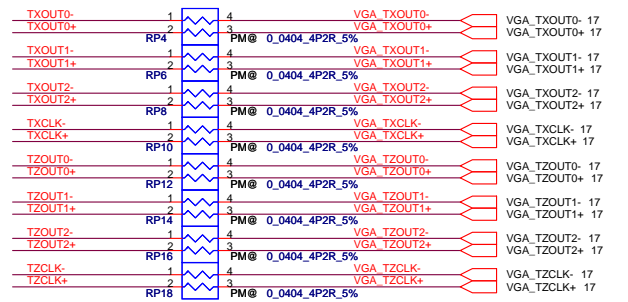 TXOUT0- 1 4 VGA_TXOUT0- VGA_TXOUT0- 17
TXOUT0+ 2 3 VGA_TXOUT0+ VGA_TXOUT0+ 17
RP4 PM@ 0_0404_4P2R_5%
TXOUT1- 1 4 VGA_TXOUT1- VGA_TXOUT1- 17
TXOUT1+ 2 3 VGA_TXOUT1+ VGA_TXOUT1+ 17
RP6 PM@ 0_0404_4P2R_5%
TXOUT2- 1 4 VGA_TXOUT2- VGA_TXOUT2- 17
TXOUT2+ 2 3 VGA_TXOUT2+ VGA_TXOUT2+ 17
RP8 PM@ 0_0404_4P2R_5%
TXCLK- 1 4 VGA_TXCLK- VGA_TXCLK- 17
TXCLK+ 2 3 VGA_TXCLK+ VGA_TXCLK+ 17
RP10 PM@ 0_0404_4P2R_5%
TZOUT0- 1 4 VGA_TZOUT0- VGA_TZOUT0- 17
TZOUT0+ 2 3 VGA_TZOUT0+ VGA_TZOUT0+ 17
RP12 PM@ 0_0404_4P2R_5%
TZOUT1- 1 4 VGA_TZOUT1- VGA_TZOUT1- 17
TZOUT1+ 2 3 VGA_TZOUT1+ VGA_TZOUT1+ 17
RP14 PM@ 0_0404_4P2R_5%
TZOUT2- 1 4 VGA_TZOUT2- VGA_TZOUT2- 17
TZOUT2+ 2 3 VGA_TZOUT2+ VGA_TZOUT2+ 17
RP16 PM@ 0_0404_4P2R_5%
TZCLK- 1 4 VGA_TZCLK- VGA_TZCLK- 17
TZCLK+ 2 3 VGA_TZCLK+ VGA_TZCLK+ 17
RP18 PM@ 0_0404_4P2R_5%